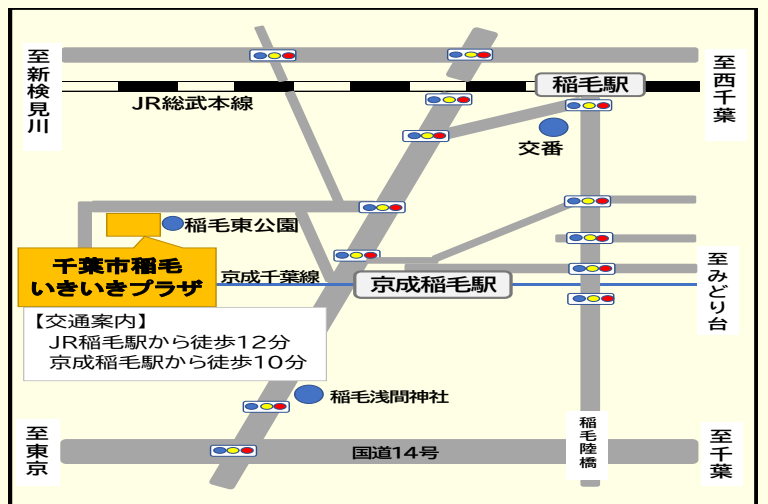 至新検見川
稲毛駅
至西千葉
JR総武本線
交番
稲毛東公園
千葉市稲毛
いきいきプラザ
京成千葉線
京成稲毛駅
至みどり台
【交通案内】
JR稲毛駅から徒歩12分
京成稲毛駅から徒歩10分
稲毛浅間神社
至東京
国道14号
稲毛陸橋
至千葉